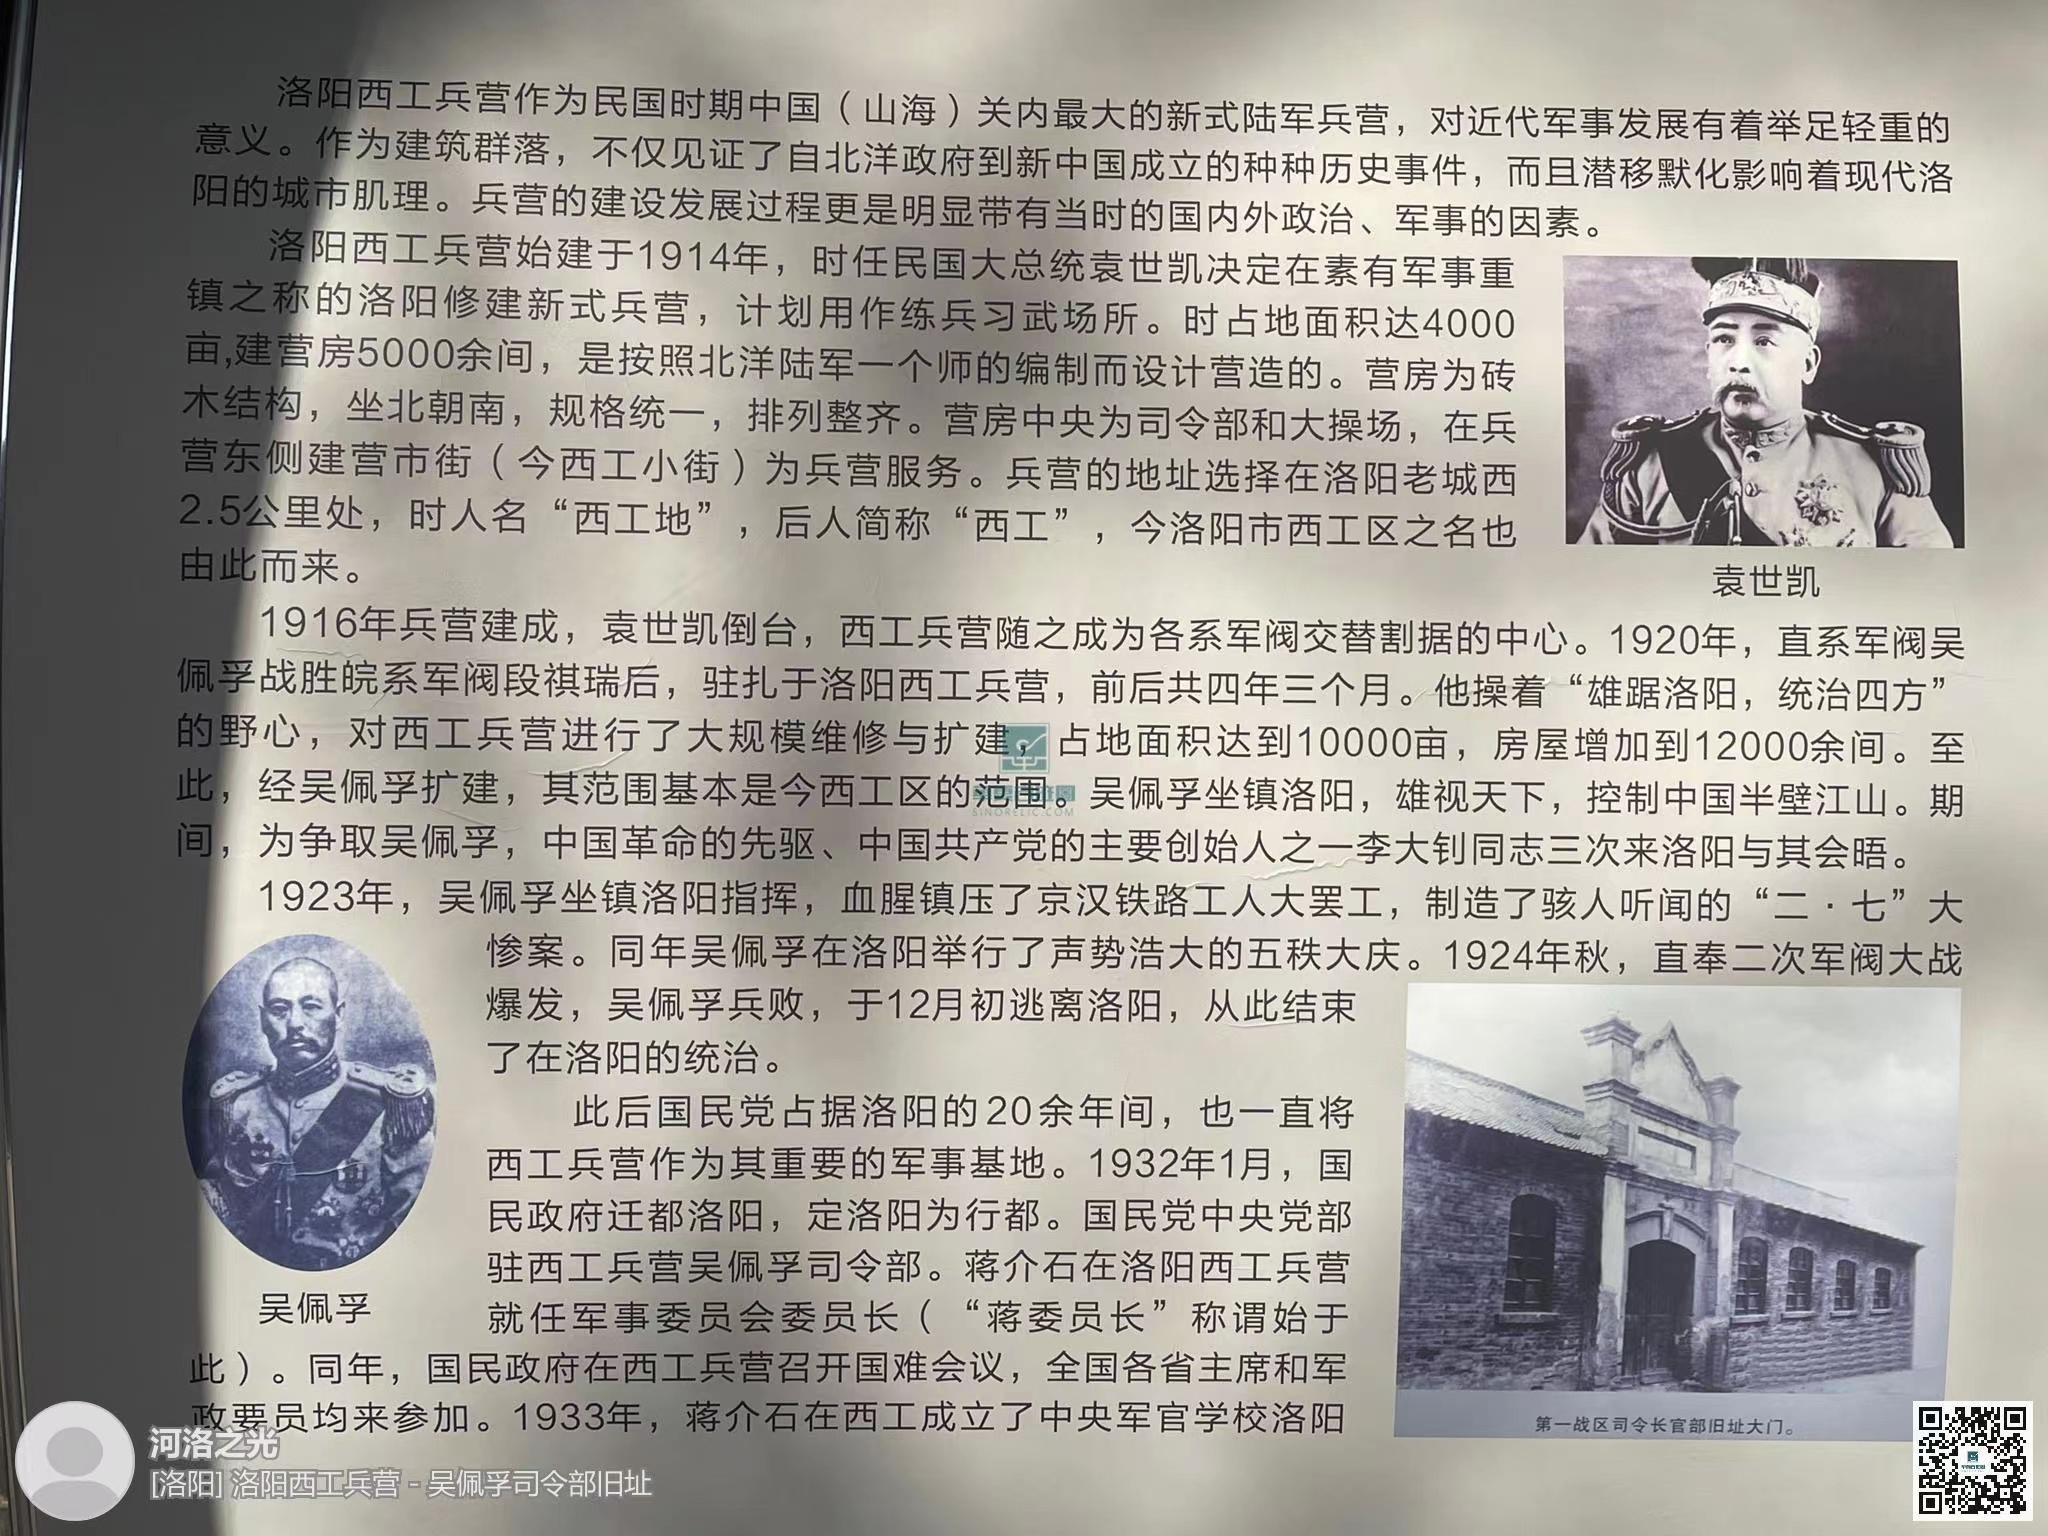 洛阳西工兵营作为民国时期中国（山海）关内最大的新式陆军兵营，对近代军事发展有着举足轻重的
意义。作为建筑群落，不仅见证了自北洋政府到新中国成立的种种历史事件，而且潜移默化影响着现代洛
阳的城市肌理。兵营的建设发展过程更是明显带有当时的国内外政治、军事的因素。
洛阳西工兵营始建于1914年，时任民国大总统袁世凯决定在素有军事重
镇之称的洛阳修建新式兵营，计划用作练兵习武场所。时占地面积达4000
亩,建营房5000余间，是按照北洋陆军一个师的编制而设计营造的。营房为砖
木结构，坐北朝南，规格统一，排列整齐。营房中央为司令部和大操场，在兵
营东侧建营市街（今西工小街）为兵营服务。兵营的地址选择在洛阳老城西
2.5公里处，时人名“西工地”，后人简称“西工”，今洛阳市西工区之名也
由此而来。
袁世凯
1916年兵营建成，袁世凯倒台，西工兵营随之成为各系军阀交替割据的中心。1920年，直系军阀吴
佩孚战胜皖系军阀段祺瑞后，驻扎于洛阳西工兵营，前后共四年三个月。他操着“雄踞洛阳，统治四方”
的野心，对西工兵营进行了大规模维修与扩建，占地面积达到10000亩，房屋增加到12000余间。至
此，经吴佩孚扩建，其范围基本是今西工区的范围。吴佩孚坐镇洛阳，雄视天下，控制中国半壁江山。期
间，为争取吴佩孚，中国革命的先驱、中国共产党的主要创始人之一李大钊同志三次来洛阳与其会晤。
1923年，吴佩孚坐镇洛阳指挥，血腥镇压了京汉铁路工人大罢工，制造了骇人听闻的“二·七”大
惨案。同年吴佩孚在洛阳举行了声势浩大的五秩大庆。1924年秋，直奉二次军阀大战
爆发，吴佩孚兵败，于12月初逃离洛阳，从此结束
了在洛阳的统治。
此后国民党占据洛阳的20余年间，也一直将
西工兵营作为其重要的军事基地。1932年1月，国
民政府迁都洛阳，定洛阳为行都。国民党中央党部
驻西工兵营吴佩孚司令部。蒋介石在洛阳西工兵营
就任军事委员会委员长（“蒋委员长”称谓始于
此）。同年，国民政府在西工兵营召开国难会议，全国各省主席和军
政要员均来参加。1933年，蒋介石在西工成立了中央军官学校洛阳
吴佩孚
第一战区司令长官部旧址大门。
SINORELIC.COM
河洛之光
[洛阳] 洛阳西工兵营 - 吴佩孚司令部旧址